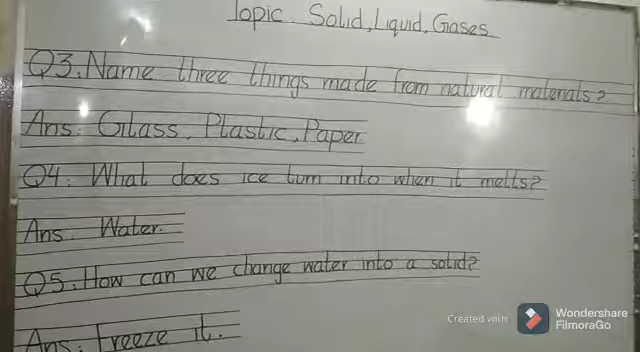 Topic. Solid, Liquid, Gases
Q3. Name three things made from natural materials?
Ans. Glass, Plastic, Paper
Q4. What does ice turn into when it melts?
Ans. Water.
Q5. How can we change water into a solid?
Ans. Freeze it.
Created with Wondershare FilmoraGo